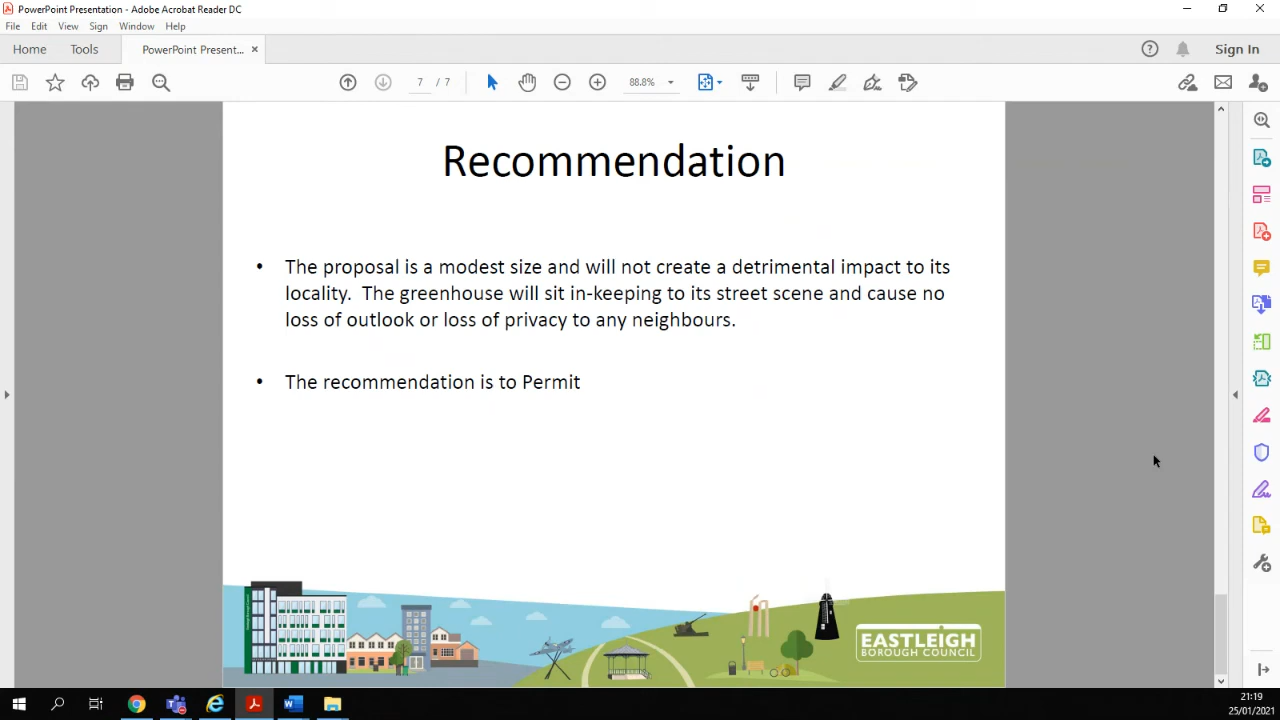 PowerPoint Presentation - Adobe Acrobat Reader DC
File Edit View Sign Window Help
Home Tools PowerPoint Present... × Sign In
7 / 7 88.8%
Recommendation
• The proposal is a modest size and will not create a detrimental impact to its
locality. The greenhouse will sit in-keeping to its street scene and cause no
loss of outlook or loss of privacy to any neighbours.
• The recommendation is to Permit
EASTLEIGH
BOROUGH COUNCIL
21:19
25/01/2021